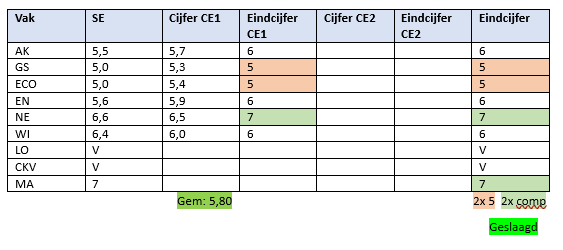 Vak SE Cijfer CE1 Eindcijfer CE1 Cijfer CE2 Eindcijfer CE2 Eindcijfer
AK 5,5 5,7 6 6
GS 5,0 5,3 5 5
ECO 5,0 5,4 5 5
EN 5,6 5,9 6 6
NE 6,6 6,5 7 7
WI 6,4 6,0 6 6
LO V V
CKV V V
MA 7 7
Gem: 5,80 2x 5 2x comp
Geslaagd